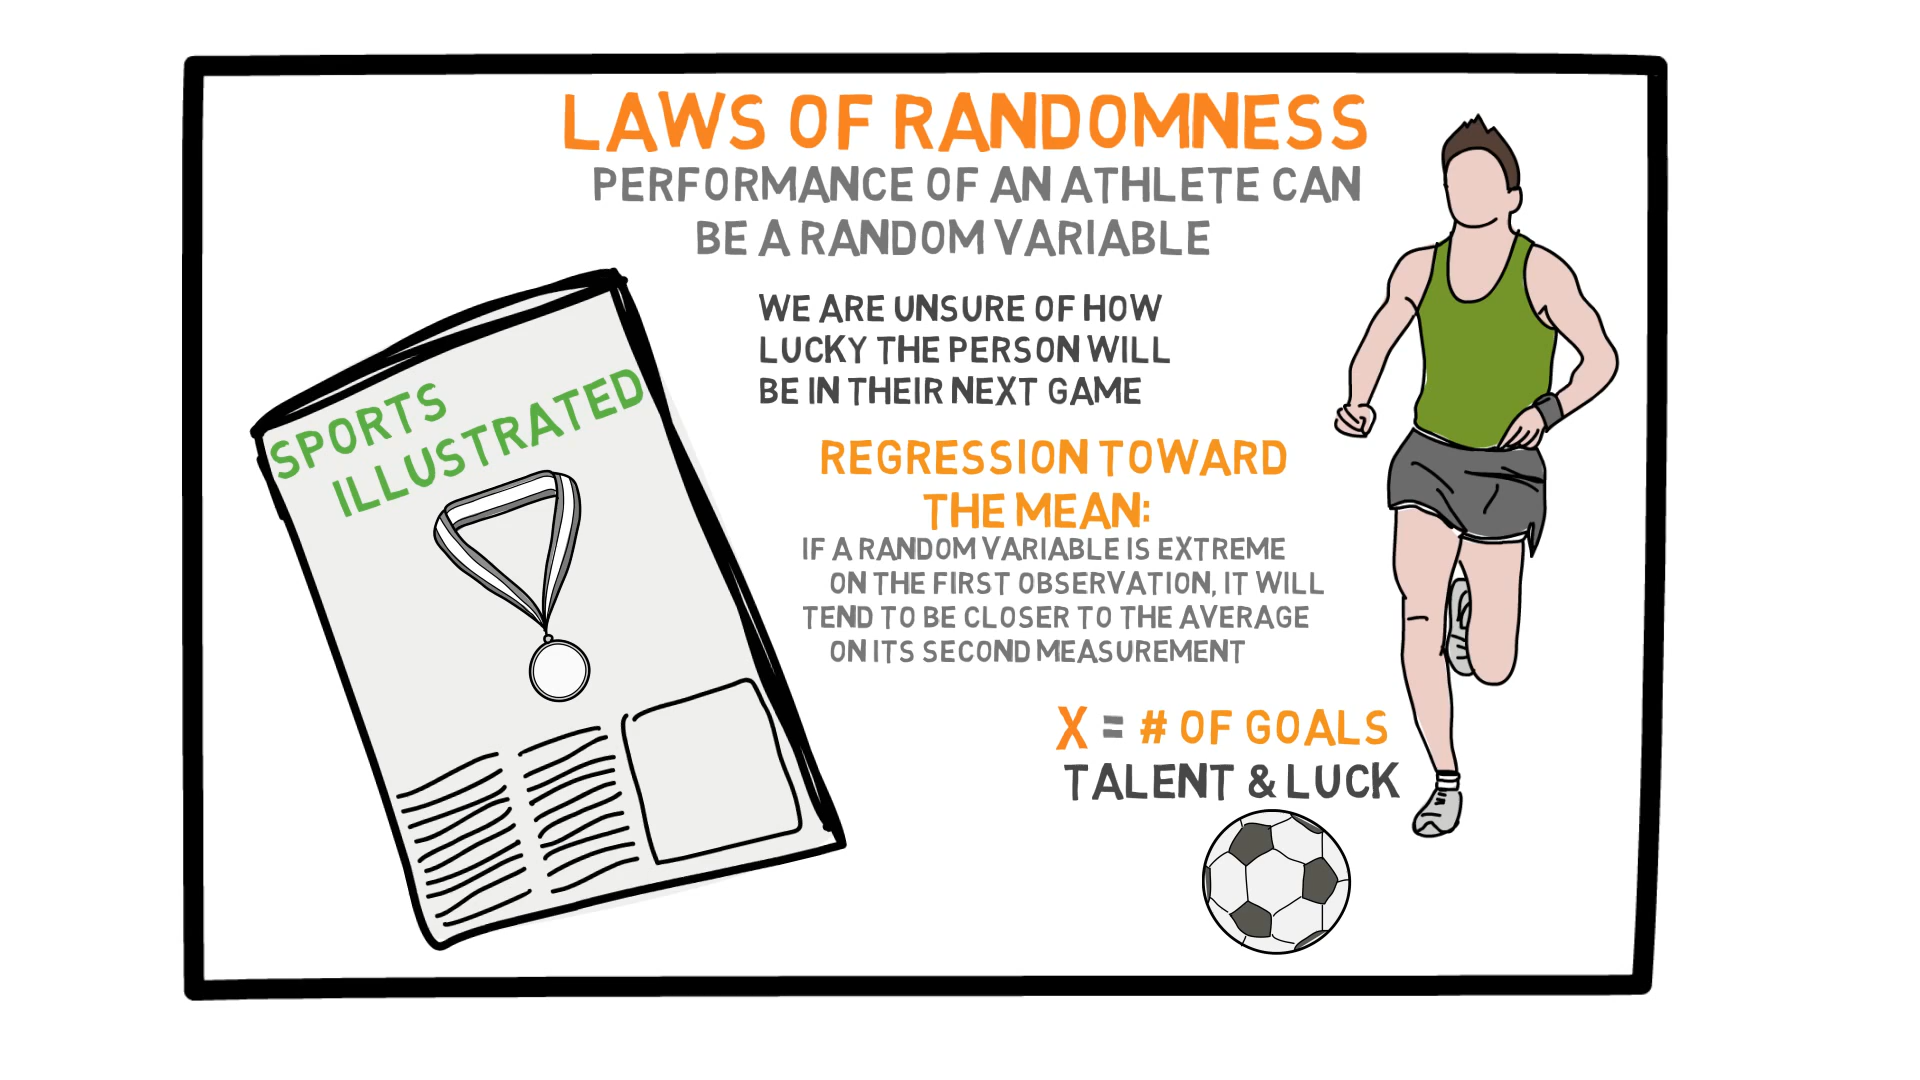 LAWS OF RANDOMNESS
PERFORMANCE OF AN ATHLETE CAN
BE A RANDOM VARIABLE
WE ARE UNSURE OF HOW
LUCKY THE PERSON WILL
BE IN THEIR NEXT GAME
SPORTS
ILLUSTRATED
REGRESSION TOWARD
THE MEAN:
IF A RANDOM VARIABLE IS EXTREME
ON THE FIRST OBSERVATION, IT WILL
TEND TO BE CLOSER TO THE AVERAGE
ON ITS SECOND MEASUREMENT
X = # OF GOALS
TALENT & LUCK